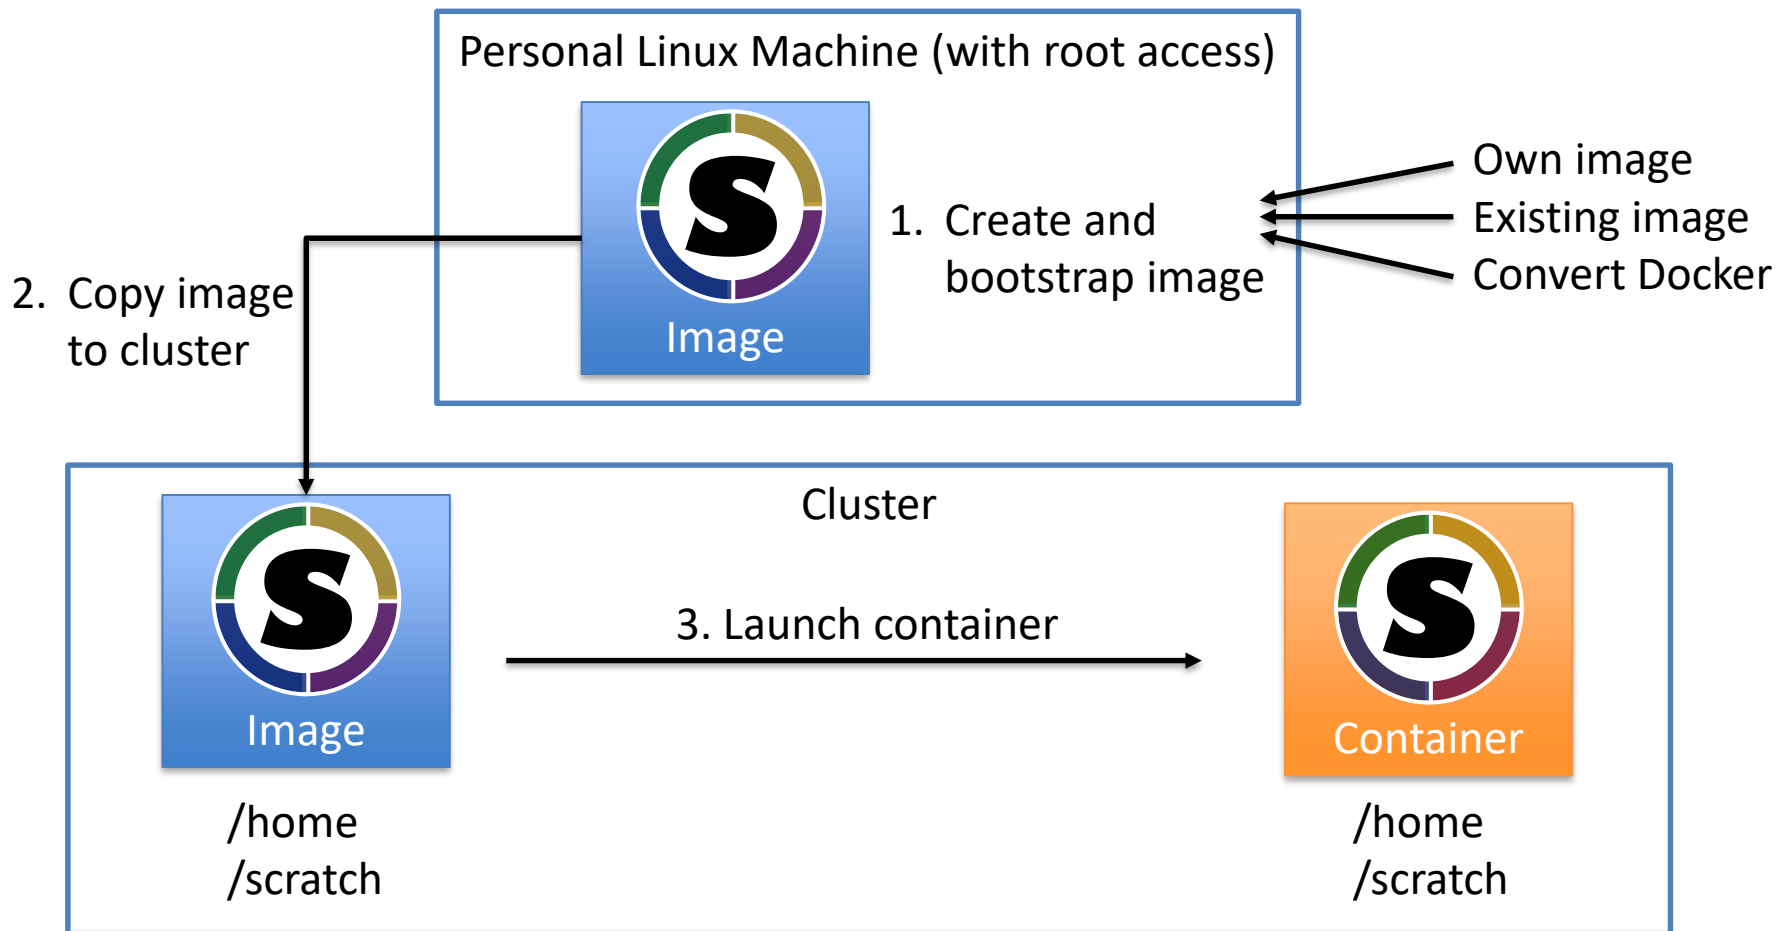 Personal Linux Machine (with root access)
S
Image
1. Create and
bootstrap image
Own image
Existing image
Convert Docker
2. Copy image
to cluster
Cluster
S
Image
/home
/scratch
3. Launch container
S
Container
/home
/scratch